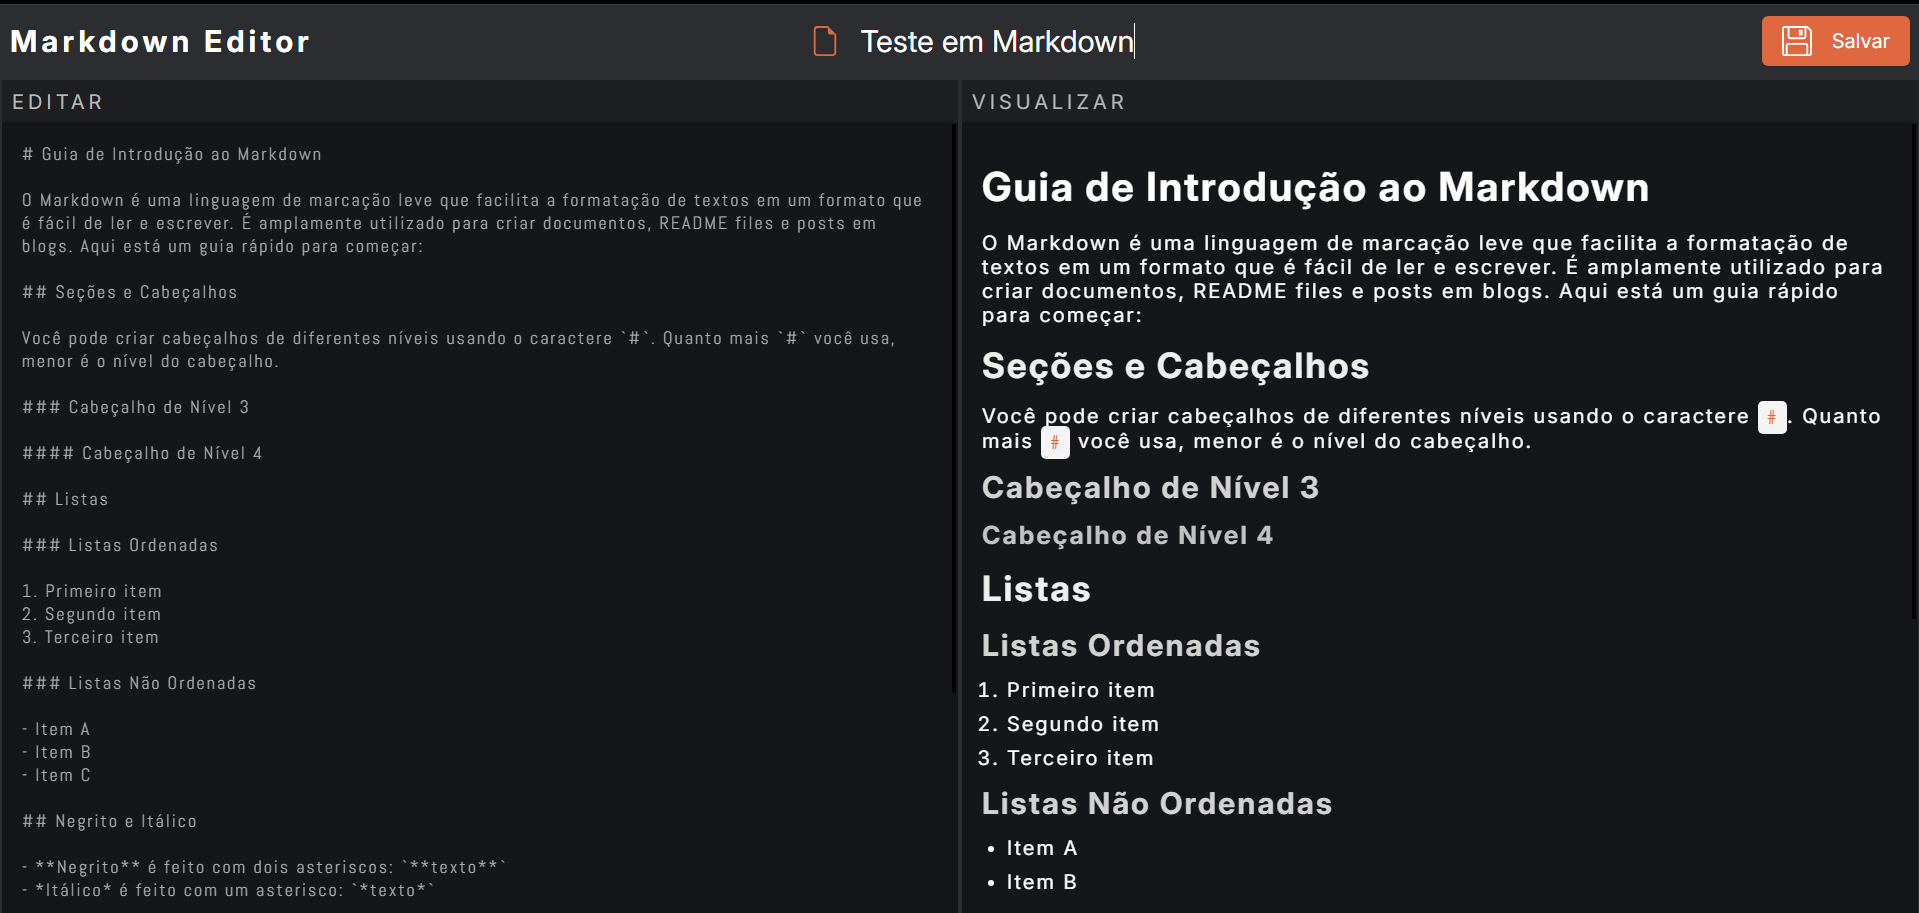 Markdown Editor
Teste em Markdown
Salvar
EDITAR
# Guia de Introdução ao Markdown
O Markdown é uma linguagem de marcação leve que facilita a formatação de textos em um formato que
é fácil de ler e escrever. É amplamente utilizado para criar documentos, README files e posts em
blogs. Aqui está um guia rápido para começar:
## Seções e Cabeçalhos
Você pode criar cabeçalhos de diferentes níveis usando o caractere `#`. Quanto mais `#` você usa,
menor é o nível do cabeçalho.
### Cabeçalho de Nível 3
#### Cabeçalho de Nível 4
## Listas
### Listas Ordenadas
1. Primeiro item
2. Segundo item
3. Terceiro item
### Listas Não Ordenadas
- Item A
- Item B
- Item C
## Negrito e Itálico
- **Negrito** é feito com dois asteriscos: `**texto**`
- *Itálico* é feito com um asterisco: `*texto*`
VISUALIZAR
Guia de Introdução ao Markdown
O Markdown é uma linguagem de marcação leve que facilita a formatação de
textos em um formato que é fácil de ler e escrever. É amplamente utilizado para
criar documentos, README files e posts em blogs. Aqui está um guia rápido
para começar:
Seções e Cabeçalhos
Você pode criar cabeçalhos de diferentes níveis usando o caractere #. Quanto
mais # você usa, menor é o nível do cabeçalho.
Cabeçalho de Nível 3
Cabeçalho de Nível 4
Listas
Listas Ordenadas
1. Primeiro item
2. Segundo item
3. Terceiro item
Listas Não Ordenadas
• Item A
• Item B